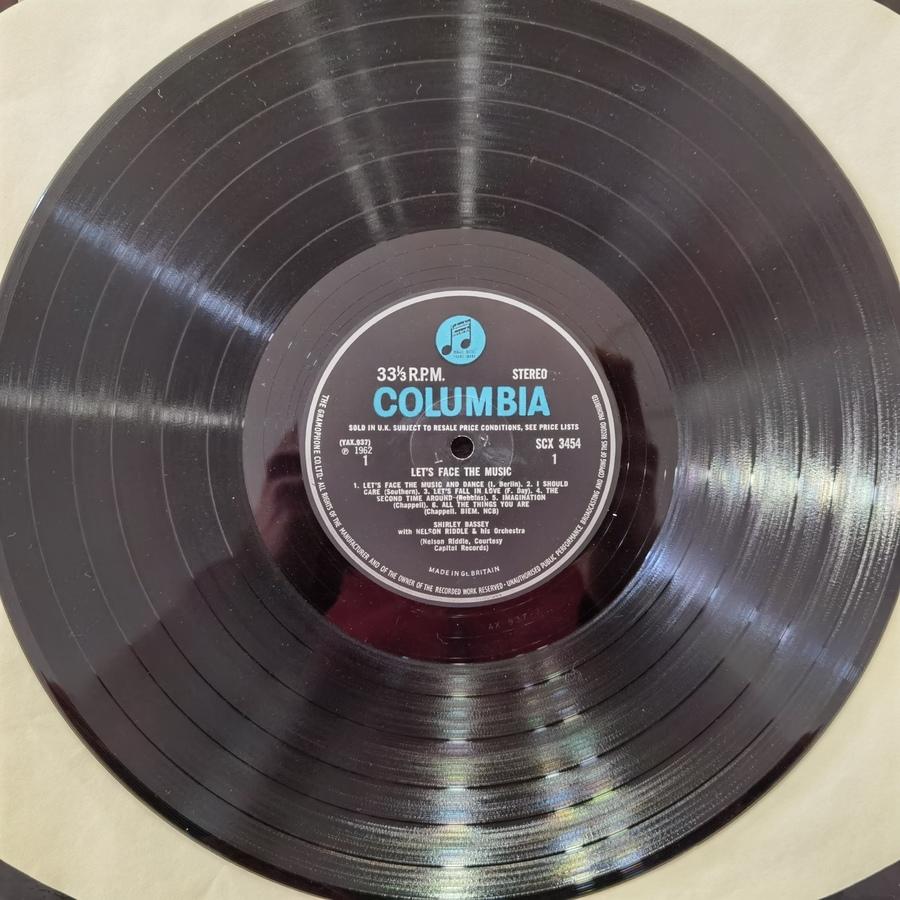 33⅓ R.P.M. STEREO
COLUMBIA
SOLD IN U.K. SUBJECT TO RESALE PRICE CONDITIONS, SEE PRICE LISTS
(YAX.937) SCX 3454
℗ 1962
1 1
LET'S FACE THE MUSIC
1. LET'S FACE THE MUSIC AND DANCE (I. Berlin). 2. I SHOULD
CARE (Southern). 3. LET'S FALL IN LOVE (F. Day). 4. THE
SECOND TIME AROUND (Robbins). 5. IMAGINATION
(Chappell). 6. ALL THE THINGS YOU ARE
(Chappell. BIEM. NCB)
SHIRLEY BASSEY
with NELSON RIDDLE & his Orchestra
(Nelson Riddle, Courtesy
Capitol Records)
MADE IN Gt. BRITAIN
THE GRAMOPHONE CO. LTD. ALL RIGHTS OF THE MANUFACTURER AND OF THE OWNER OF THE RECORDED WORK RESERVED · UNAUTHORISED PUBLIC PERFORMANCE BROADCASTING AND COPYING OF THIS RECORD PROHIBITED
AX 937